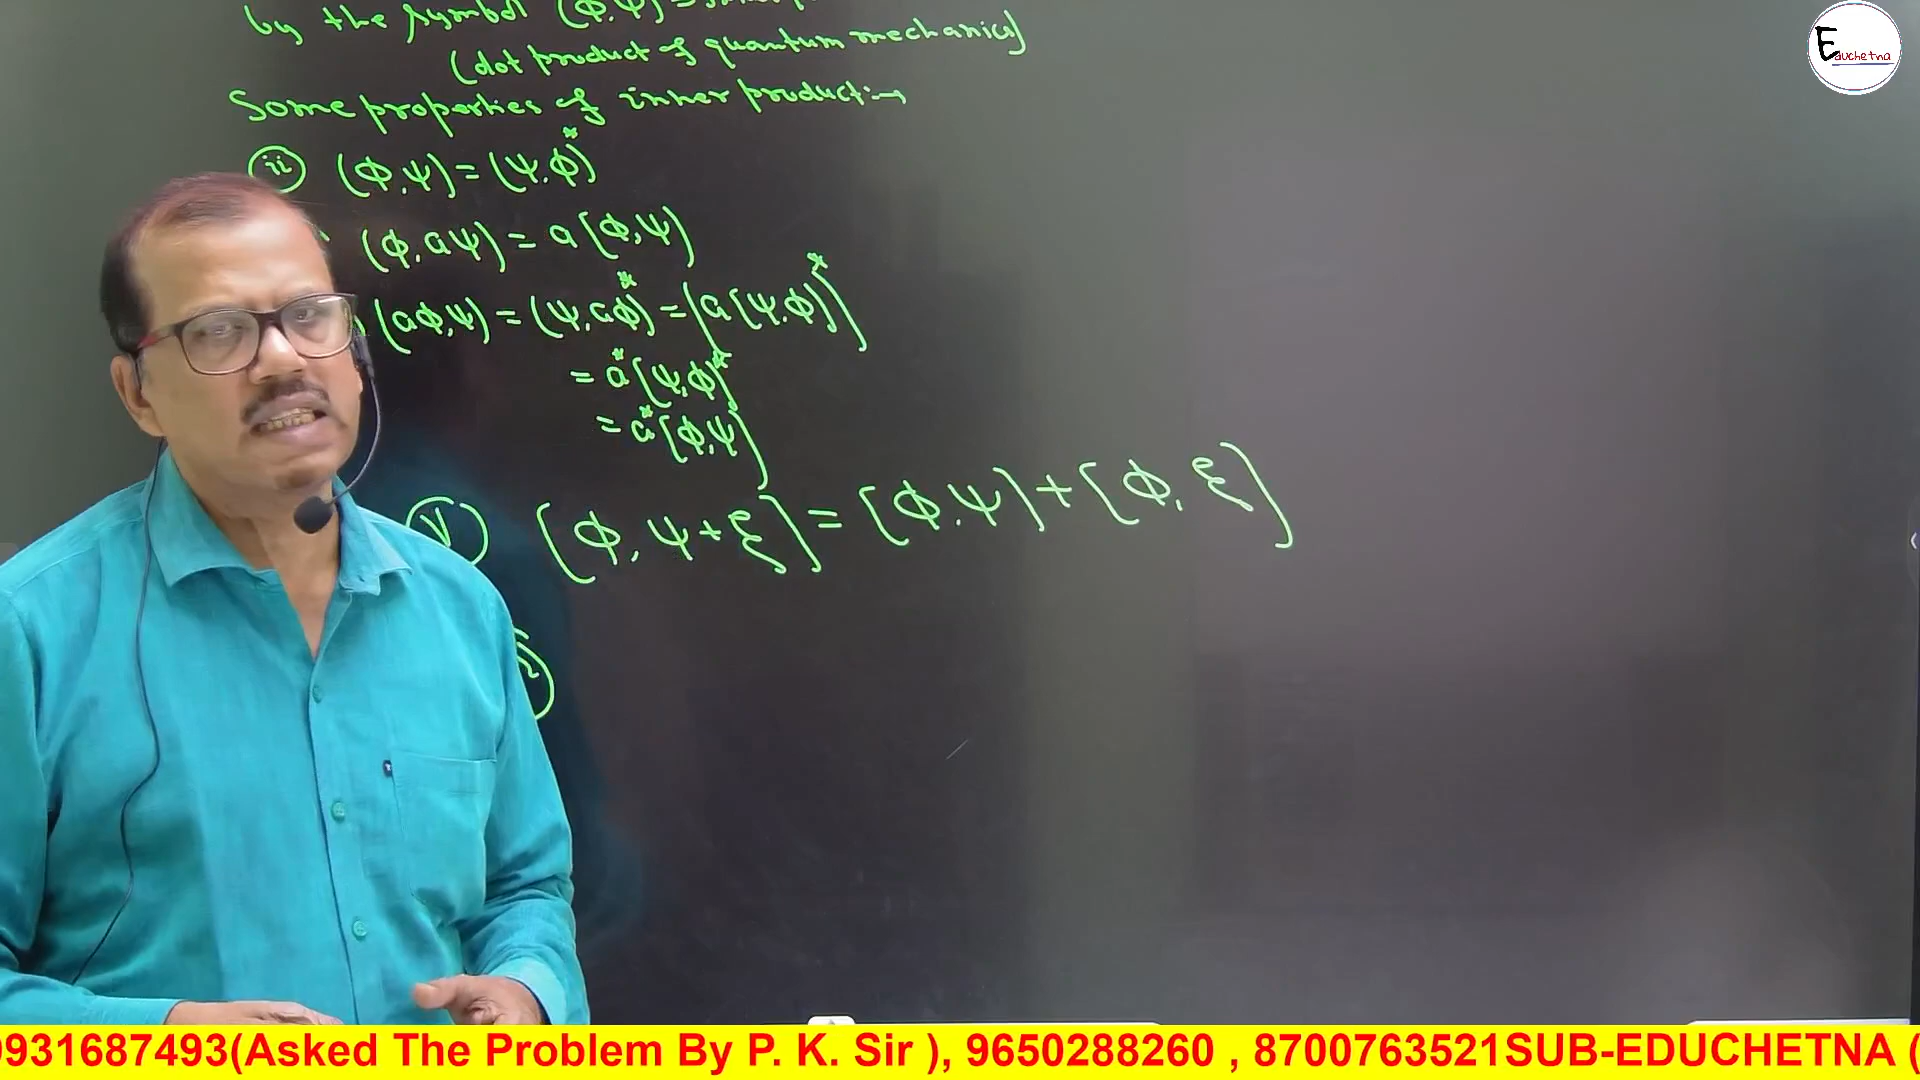 by the symbol (Φ,Ψ) =
(dot product of quantum mechanics)
Some properties of inner product:→
(ii) (Φ,Ψ) = (Ψ,Φ)*
(Φ, aΨ) = a(Φ,Ψ)
(aΦ,Ψ) = (Ψ,aΦ)* = (a(Ψ,Φ))*
= a*(Ψ,Φ)*
= a*(Φ,Ψ)
(V) (Φ, Ψ+ξ) = (Φ,Ψ) + (Φ, ξ)
Educhetna
9931687493(Asked The Problem By P. K. Sir ), 9650288260 , 8700763521SUB-EDUCHETNA (